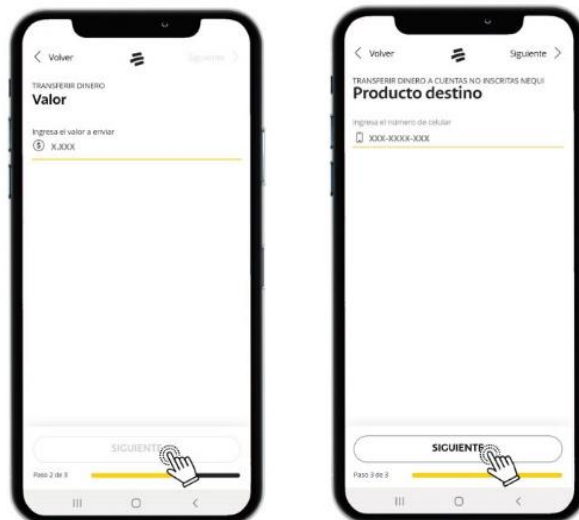 Volver
Siguiente
TRANSFERIR DINERO
Valor
Ingresa el valor a enviar
X.XXX
SIGUIENTE
Paso 2 de 3
Volver
Siguiente
TRANSFERIR DINERO A CUENTAS NO INSCRITAS NEQUI
Producto destino
Ingresa el número de celular
XXX-XXXX-XXX
SIGUIENTE
Paso 3 de 3